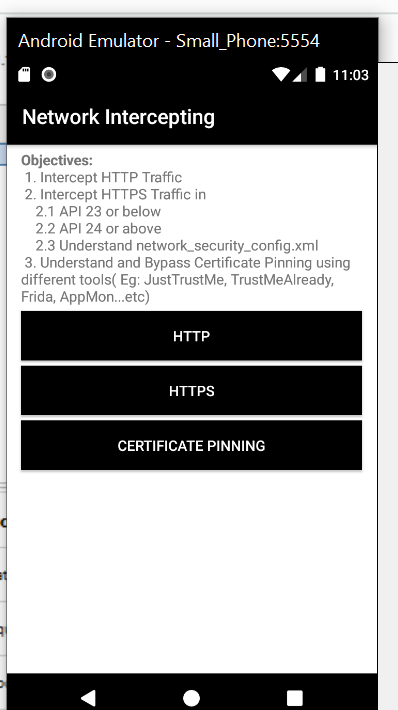 Android Emulator - Small_Phone:5554
11:03
Network Intercepting
Objectives:
1. Intercept HTTP Traffic
2. Intercept HTTPS Traffic in
2.1 API 23 or below
2.2 API 24 or above
2.3 Understand network_security_config.xml
3. Understand and Bypass Certificate Pinning using
different tools( Eg: JustTrustMe, TrustMeAlready,
Frida, AppMon...etc)
HTTP
HTTPS
CERTIFICATE PINNING